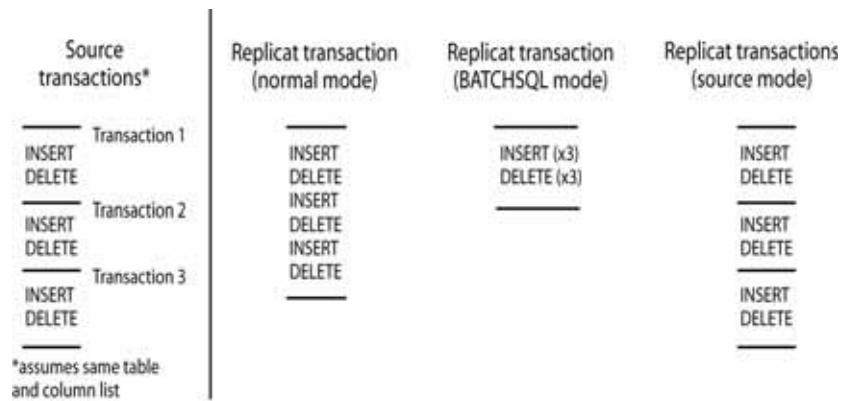 Source
transactions*
Transaction 1
INSERT
DELETE
Transaction 2
INSERT
DELETE
Transaction 3
INSERT
DELETE
*assumes same table
and column list
Replicat transaction
(normal mode)
INSERT
DELETE
INSERT
DELETE
INSERT
DELETE
Replicat transaction
(BATCHSQL mode)
INSERT (x3)
DELETE (x3)
Replicat transactions
(source mode)
INSERT
DELETE
INSERT
DELETE
INSERT
DELETE